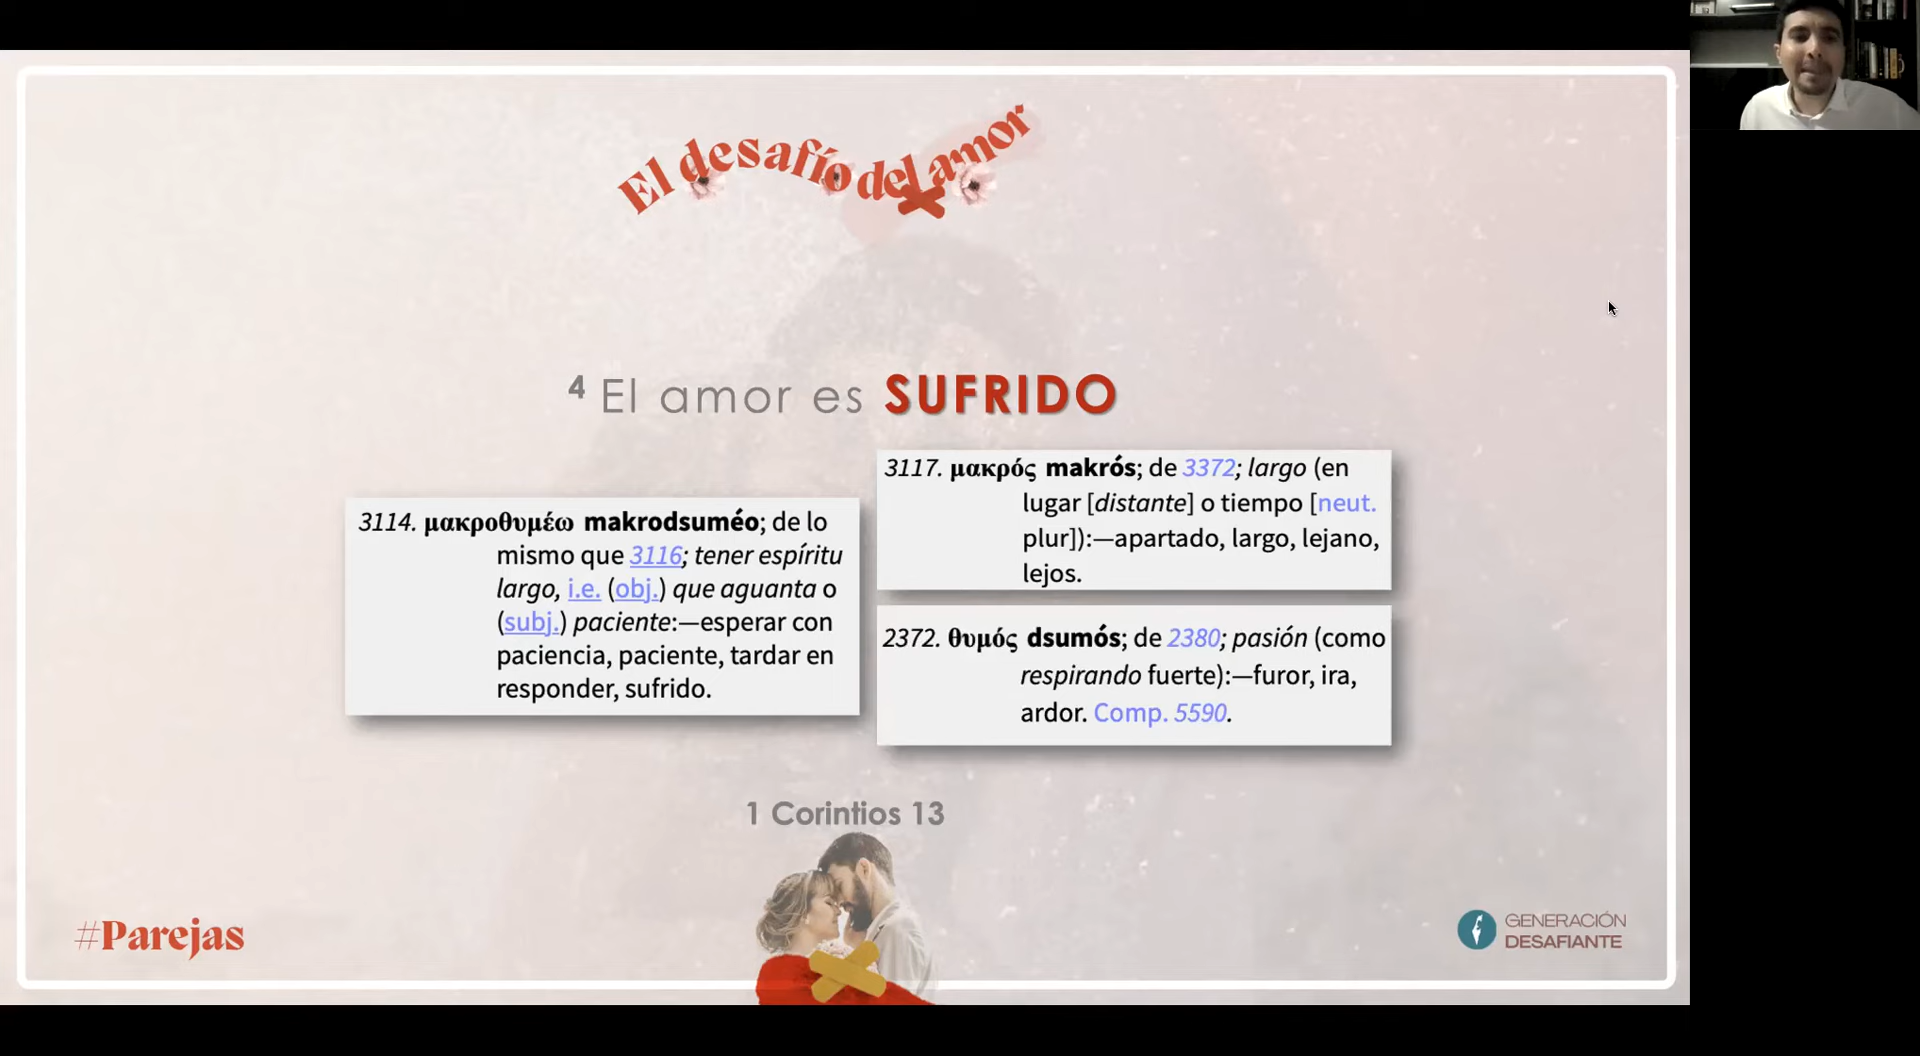 El desafío del amor
4 El amor es SUFRIDO
3114. μακροθυμέω makrodsuméo; de lo
mismo que 3116; tener espíritu
largo, i.e. (obj.) que aguanta o
(subj.) paciente:—esperar con
paciencia, paciente, tardar en
responder, sufrido.
3117. μακρός makrós; de 3372; largo (en
lugar [distante] o tiempo [neut.
plur]):—apartado, largo, lejano,
lejos.
2372. θυμός dsumós; de 2380; pasión (como
respirando fuerte):—furor, ira,
ardor. Comp. 5590.
1 Corintios 13
#Parejas
GENERACIÓN
DESAFIANTE